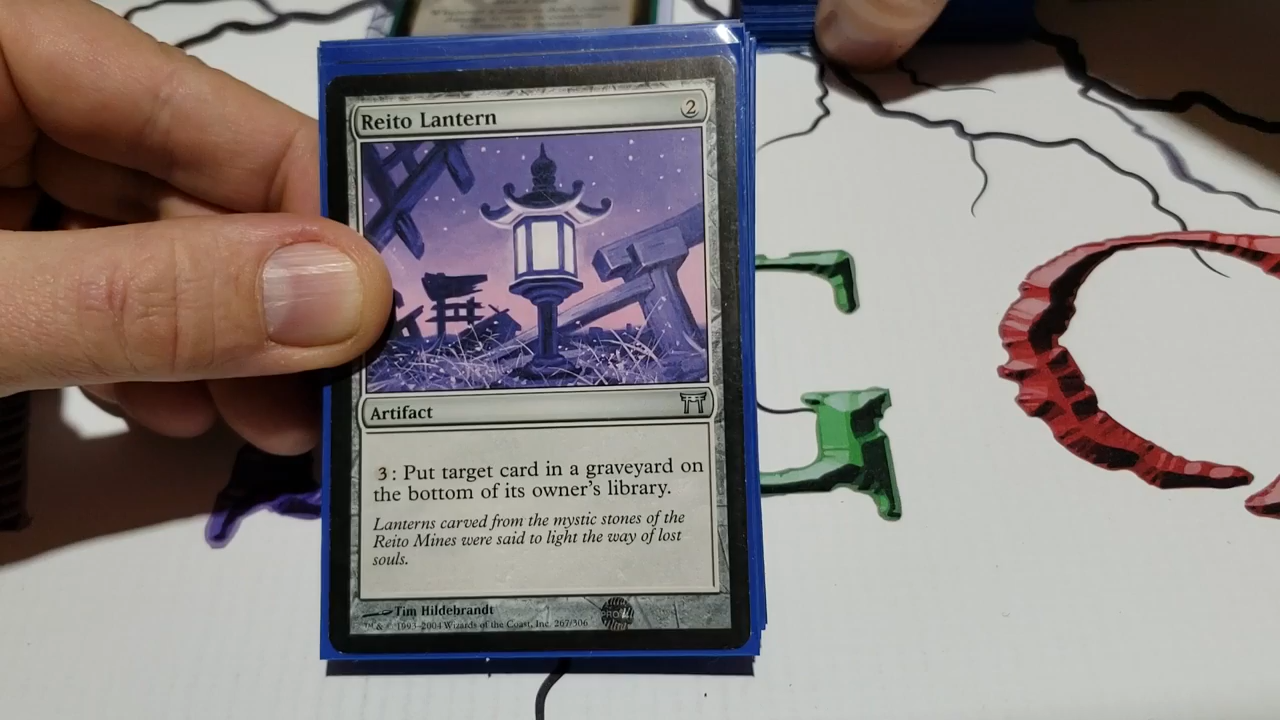 Reito Lantern 2
Artifact
3: Put target card in a graveyard on
the bottom of its owner's library.
Lanterns carved from the mystic stones of the
Reito Mines were said to light the way of lost
souls.
Tim Hildebrandt
™ & © 1993–2004 Wizards of the Coast, Inc. 267/306
G C